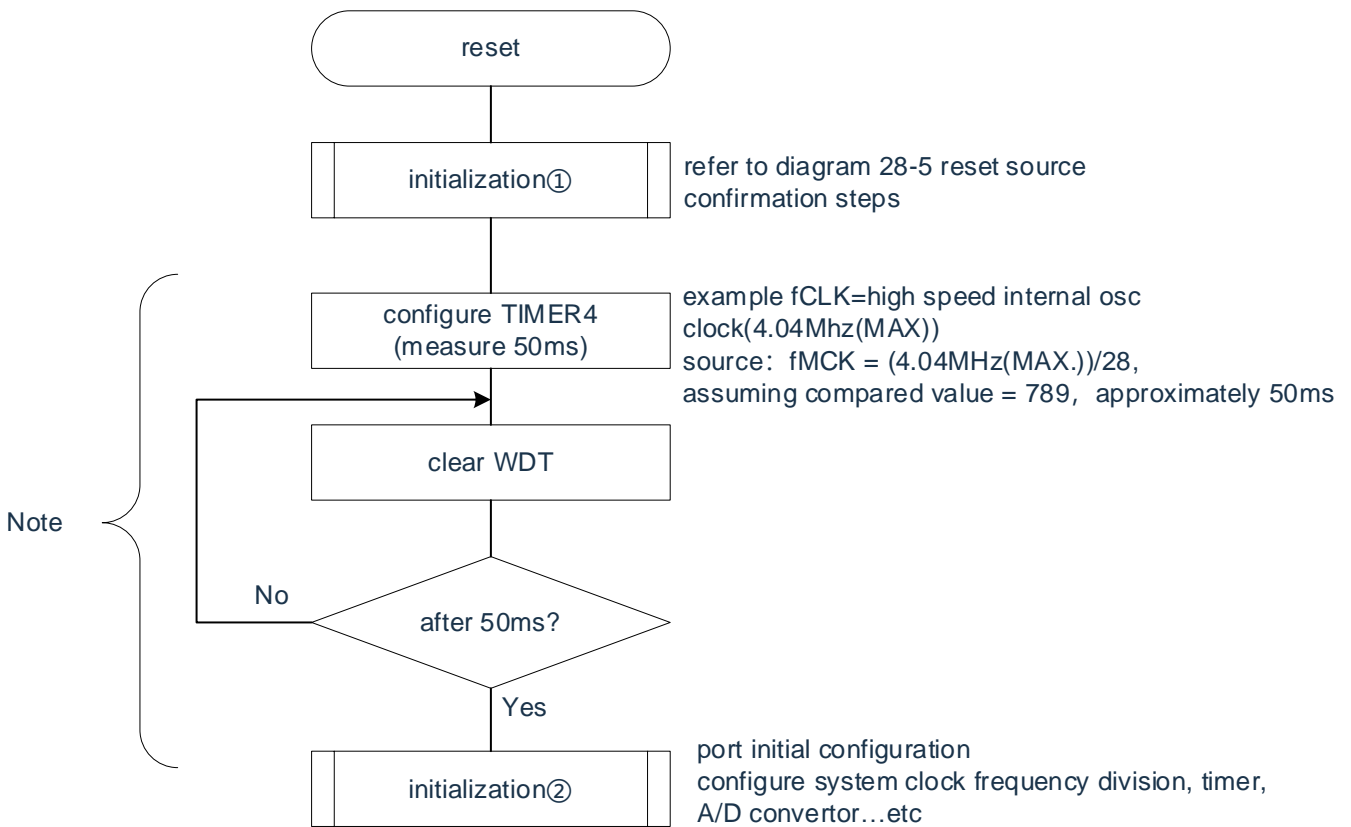 reset
initialization①
refer to diagram 28-5 reset source
confirmation steps
configure TIMER4
(measure 50ms)
example fCLK=high speed internal osc
clock(4.04Mhz(MAX))
source：fMCK = (4.04MHz(MAX.))/28,
assuming compared value = 789，approximately 50ms
clear WDT
Note
No
after 50ms?
Yes
initialization②
port initial configuration
configure system clock frequency division, timer,
A/D convertor…etc